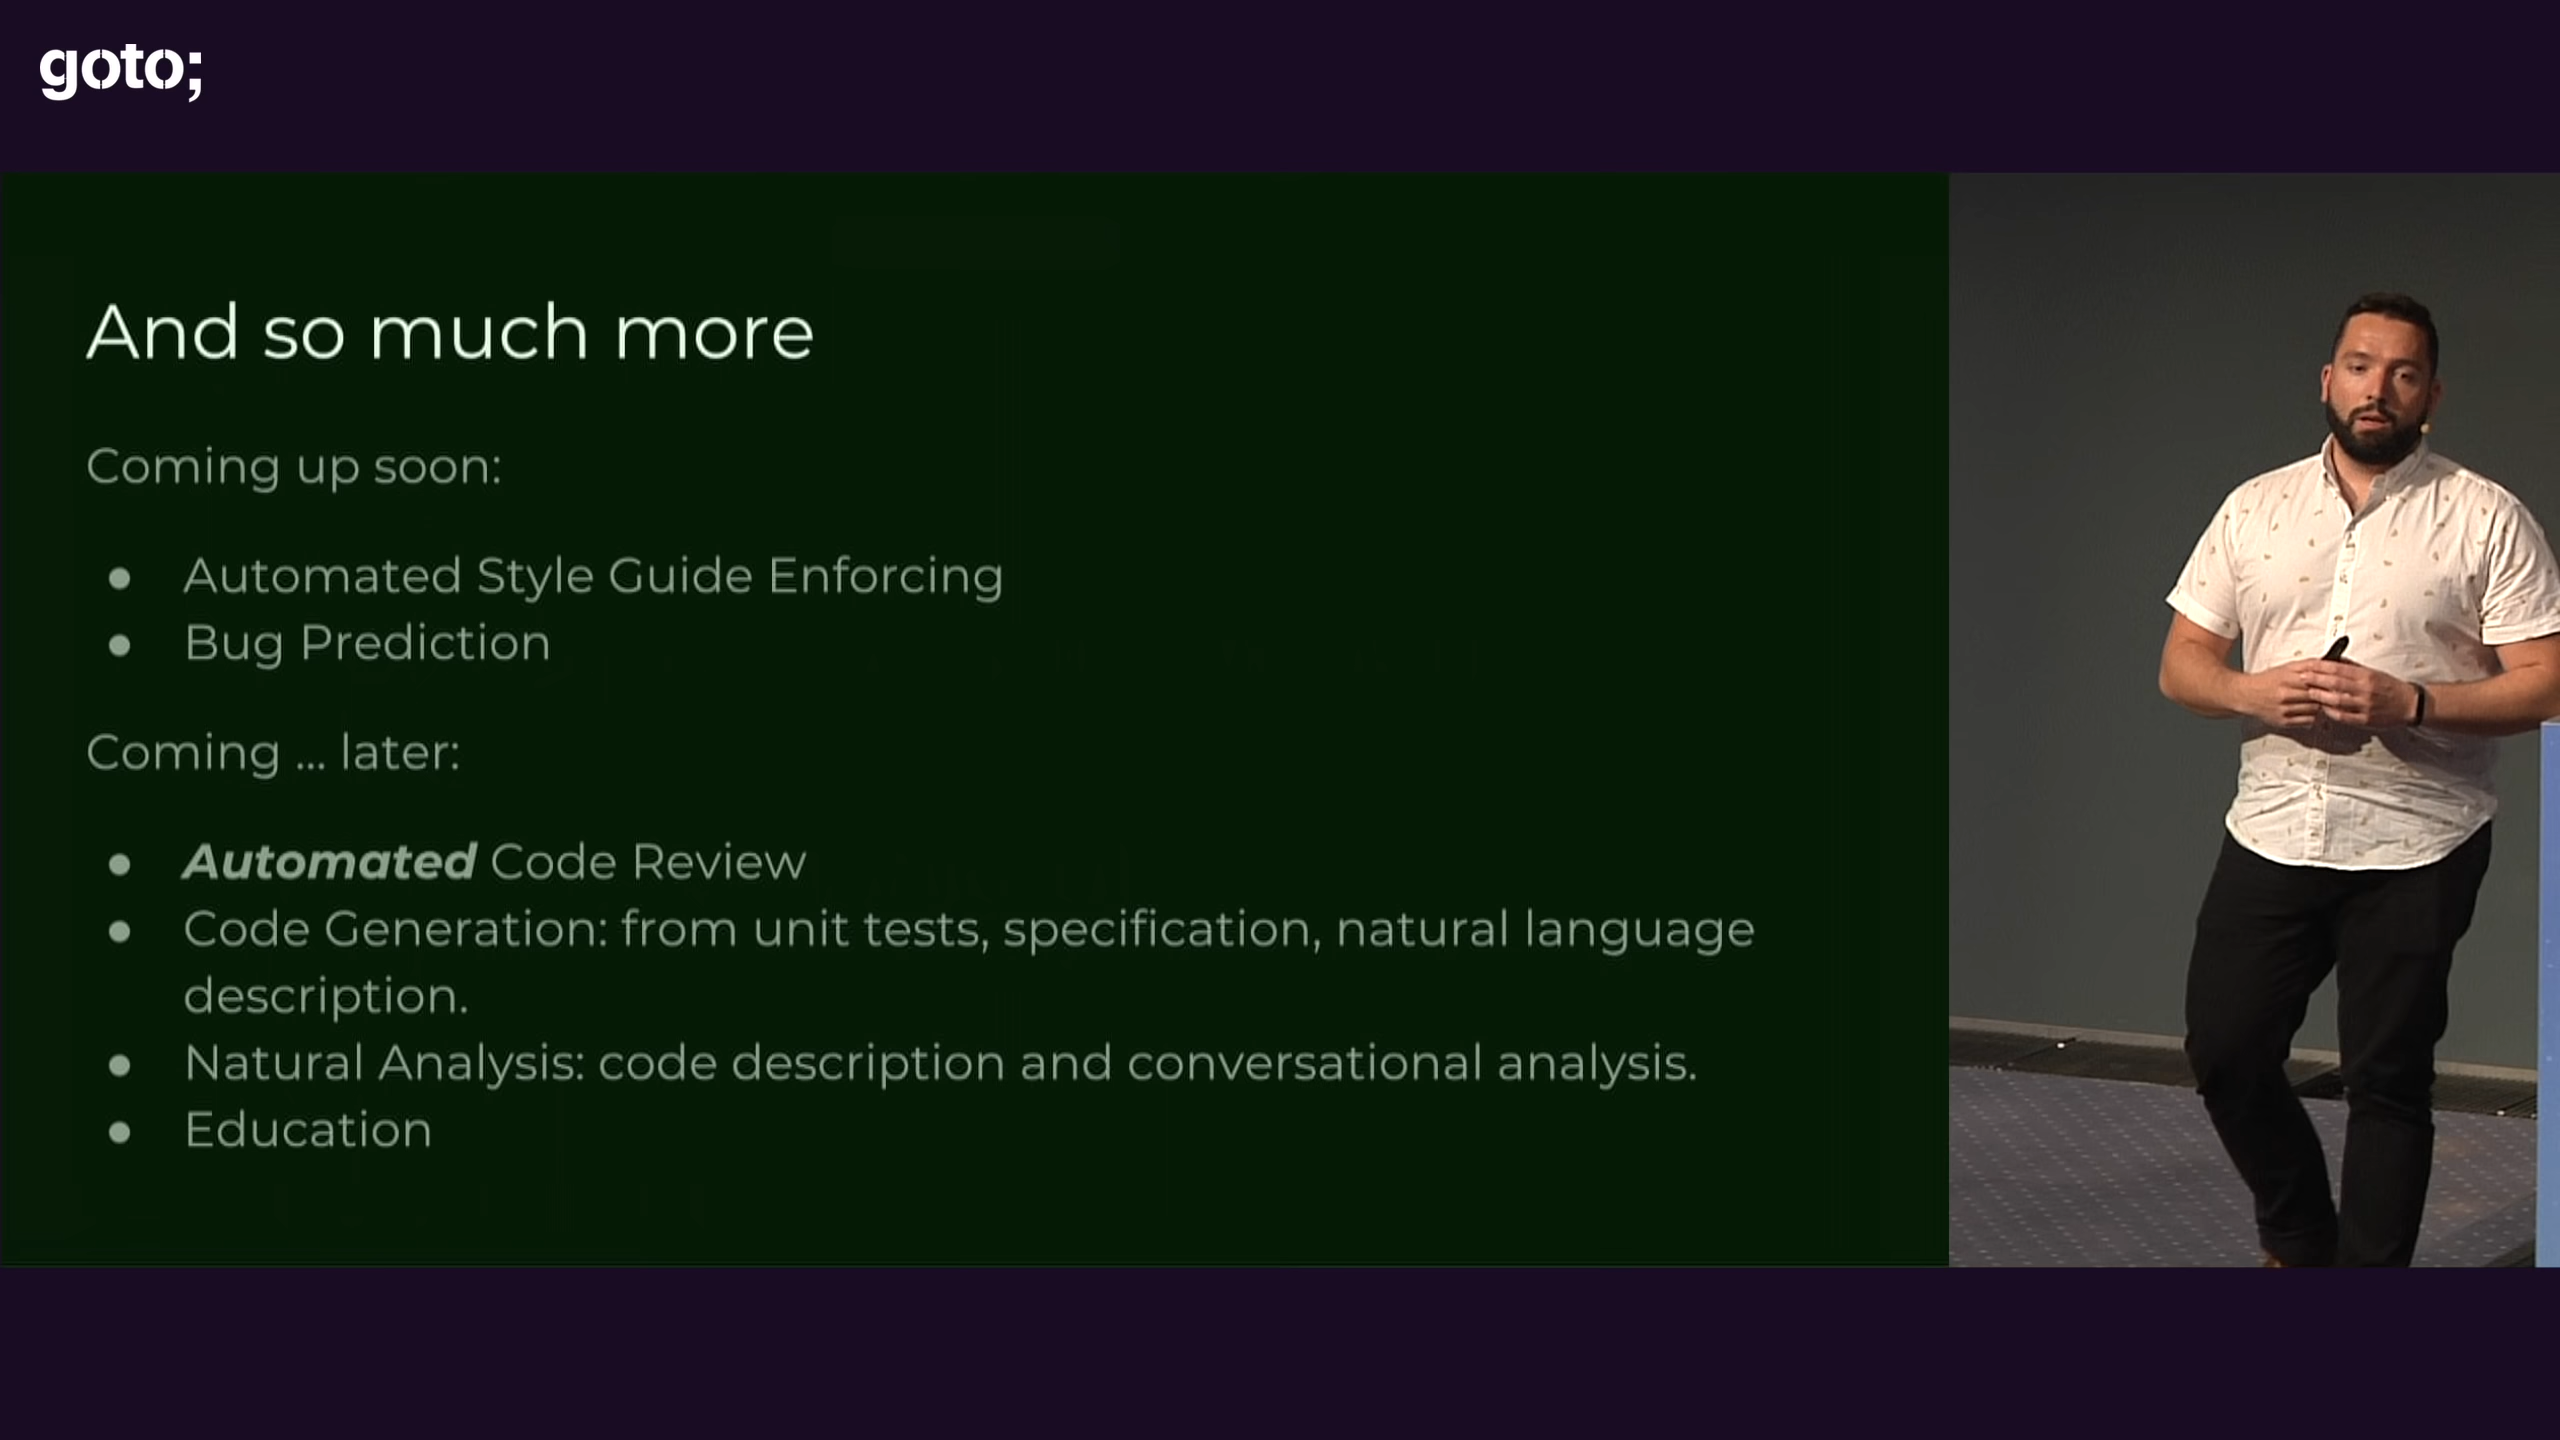 goto;
And so much more
Coming up soon:
● Automated Style Guide Enforcing
● Bug Prediction
Coming ... later:
● Automated Code Review
● Code Generation: from unit tests, specification, natural language
description.
● Natural Analysis: code description and conversational analysis.
● Education